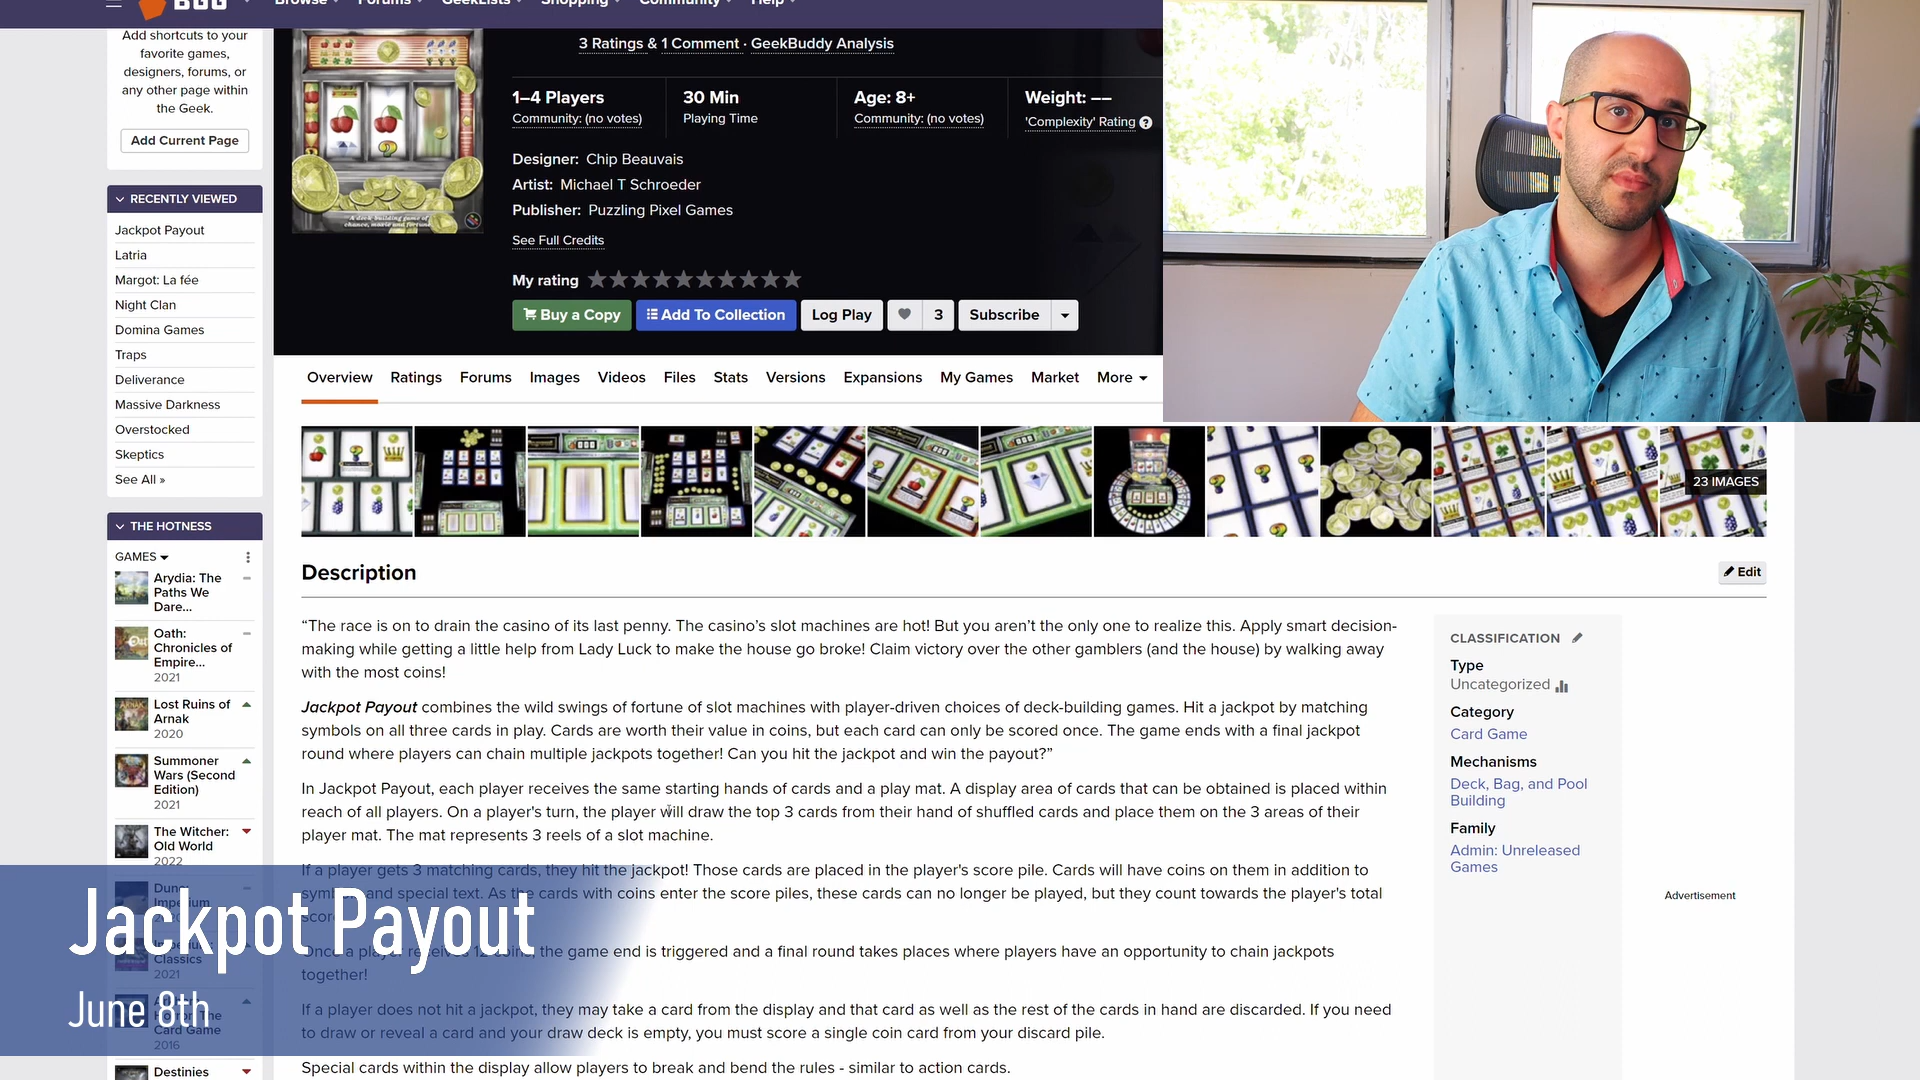 BGG
Browse
Forums
GeekLists
Shopping
Community
Help
Add shortcuts to your
favorite games,
designers, forums, or
any other page within
the Geek.
Add Current Page
RECENTLY VIEWED
Jackpot Payout
Latria
Margot: La fée
Night Clan
Domina Games
Traps
Deliverance
Massive Darkness
Overstocked
Skeptics
See All »
THE HOTNESS
GAMES
Arydia: The
Paths We
Dare...
Oath:
Chronicles of
Empire...
2021
Lost Ruins of
Arnak
2020
Summoner
Wars (Second
Edition)
2021
The Witcher:
Old World
2022
Dune:
Imperium
Classics
2021
Horror: The
Card Game
2016
Destinies
3 Ratings & 1 Comment · GeekBuddy Analysis
1–4 Players
Community: (no votes)
30 Min
Playing Time
Age: 8+
Community: (no votes)
Weight: ––
'Complexity' Rating ?
Designer: Chip Beauvais
Artist: Michael T Schroeder
Publisher: Puzzling Pixel Games
See Full Credits
My rating
Buy a Copy
Add To Collection
Log Play
3
Subscribe
Overview
Ratings
Forums
Images
Videos
Files
Stats
Versions
Expansions
My Games
Market
More
23 IMAGES
Description
Edit
“The race is on to drain the casino of its last penny. The casino’s slot machines are hot! But you aren’t the only one to realize this. Apply smart decision-
making while getting a little help from Lady Luck to make the house go broke! Claim victory over the other gamblers (and the house) by walking away
with the most coins!
Jackpot Payout combines the wild swings of fortune of slot machines with player-driven choices of deck-building games. Hit a jackpot by matching
symbols on all three cards in play. Cards are worth their value in coins, but each card can only be scored once. The game ends with a final jackpot
round where players can chain multiple jackpots together! Can you hit the jackpot and win the payout?”
In Jackpot Payout, each player receives the same starting hands of cards and a play mat. A display area of cards that can be obtained is placed within
reach of all players. On a player's turn, the player will draw the top 3 cards from their hand of shuffled cards and place them on the 3 areas of their
player mat. The mat represents 3 reels of a slot machine.
If a player gets 3 matching cards, they hit the jackpot! Those cards are placed in the player's score pile. Cards will have coins on them in addition to
symbols and special text. As the cards with coins enter the score piles, these cards can no longer be played, but they count towards the player's total
score.
Once a player receives 12 coins, the game end is triggered and a final round takes places where players have an opportunity to chain jackpots
together!
If a player does not hit a jackpot, they may take a card from the display and that card as well as the rest of the cards in hand are discarded. If you need
to draw or reveal a card and your draw deck is empty, you must score a single coin card from your discard pile.
Special cards within the display allow players to break and bend the rules - similar to action cards.
CLASSIFICATION
Type
Uncategorized
Category
Card Game
Mechanisms
Deck, Bag, and Pool
Building
Family
Admin: Unreleased
Games
Advertisement
Jackpot Payout
June 8th